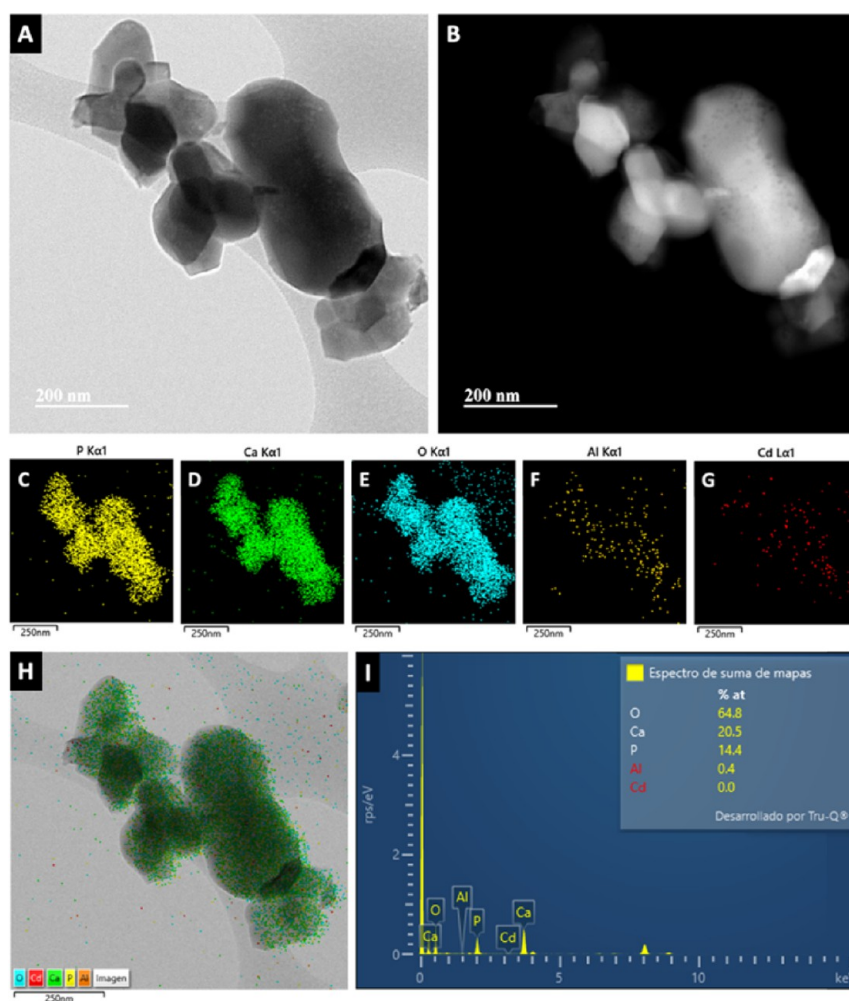 A
200 nm
B
200 nm
P Kα1
Ca Kα1
O Kα1
Al Kα1
Cd Lα1
C
D
E
F
G
250nm
250nm
250nm
250nm
250nm
H
O Cd Ca P Al Imagen
250nm
I
Espectro de suma de mapas
% at
O 64.8
Ca 20.5
P 14.4
Al 0.4
Cd 0.0
Desarrollado por Tru-Q®
rps/eV
4
2
0
Ca
O
Al
P
Cd
Ca
0
5
10
ke